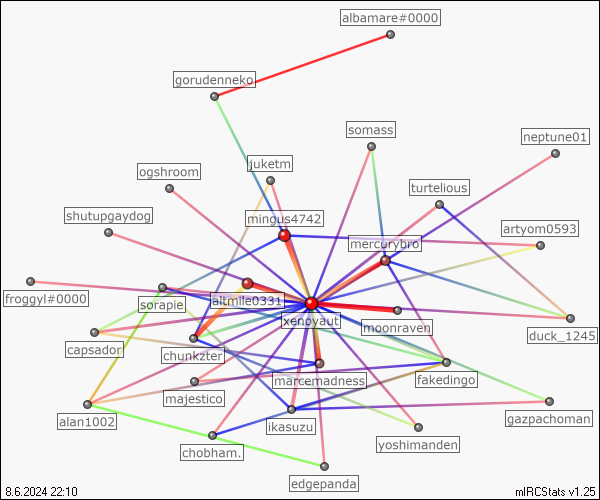 albamare#0000
gorudenneko
somass
neptune01
juketm
ogshroom
turtelious
shutupgaydog
mingus4742
artyom0593
mercurybro
froggyl#0000
sorapie
altmile0331
xenoyaut
moonraven
duck_1245
capsador
chunkzter
marcemadness
fakedingo
majestico
gazpachoman
alan1002
ikasuzu
yoshimanden
chobham.
edgepanda
8.6.2024 22:10
mIRCStats v1.25